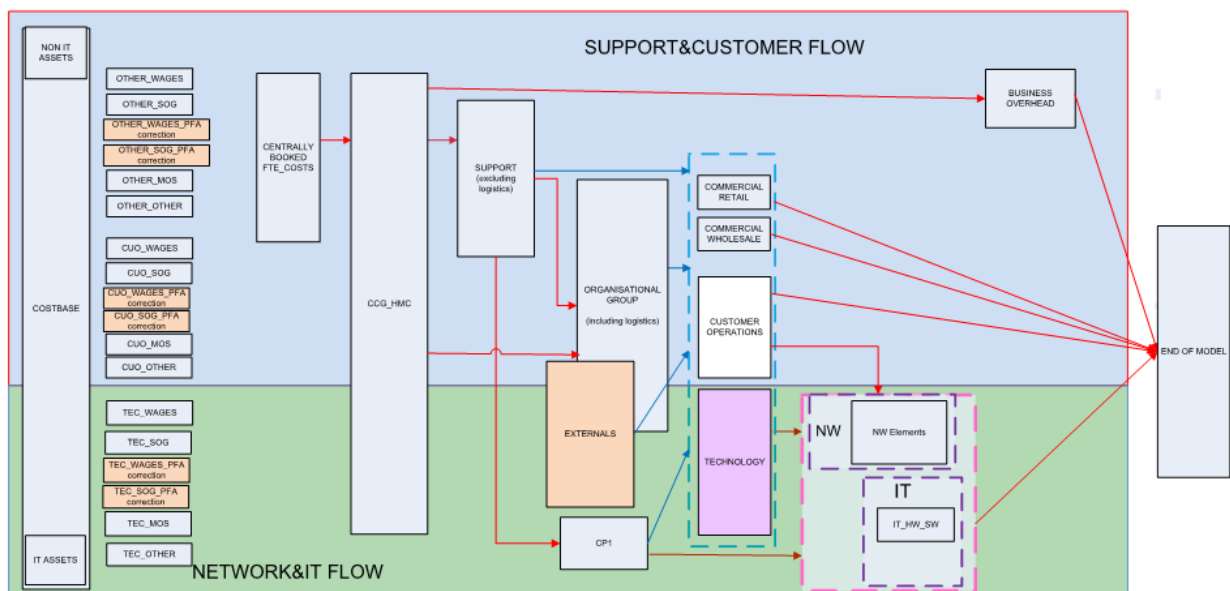 SUPPORT&CUSTOMER FLOW
NON IT
ASSETS
COSTBASE
IT ASSETS
OTHER_WAGES
OTHER_SOG
OTHER_WAGES_PFA
correction
OTHER_SOG_PFA
correction
OTHER_MOS
OTHER_OTHER
CUO_WAGES
CUO_SOG
CUO_WAGES_PFA
correction
CUO_SOG_PFA
correction
CUO_MOS
CUO_OTHER
TEC_WAGES
TEC_SOG
TEC_WAGES_PFA
correction
TEC_SOG_PFA
correction
TEC_MOS
TEC_OTHER
NETWORK&IT FLOW
CENTRALLY
BOOKED
FTE_COSTS
CCG_HMC
SUPPORT
(excluding
logistics)
ORGANISATIONAL
GROUP
(including logistics)
EXTERNALS
CP1
COMMERCIAL
RETAIL
COMMERCIAL
WHOLESALE
CUSTOMER
OPERATIONS
TECHNOLOGY
BUSINESS
OVERHEAD
NW
NW Elements
IT
IT_HW_SW
END OF MODEL